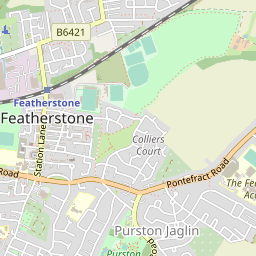 B6421
Featherstone
Featherstone
Station Lane
Colliers
Court
Pontefract Road
Road
The Fe
Ac
Purston Jaglin
Purston